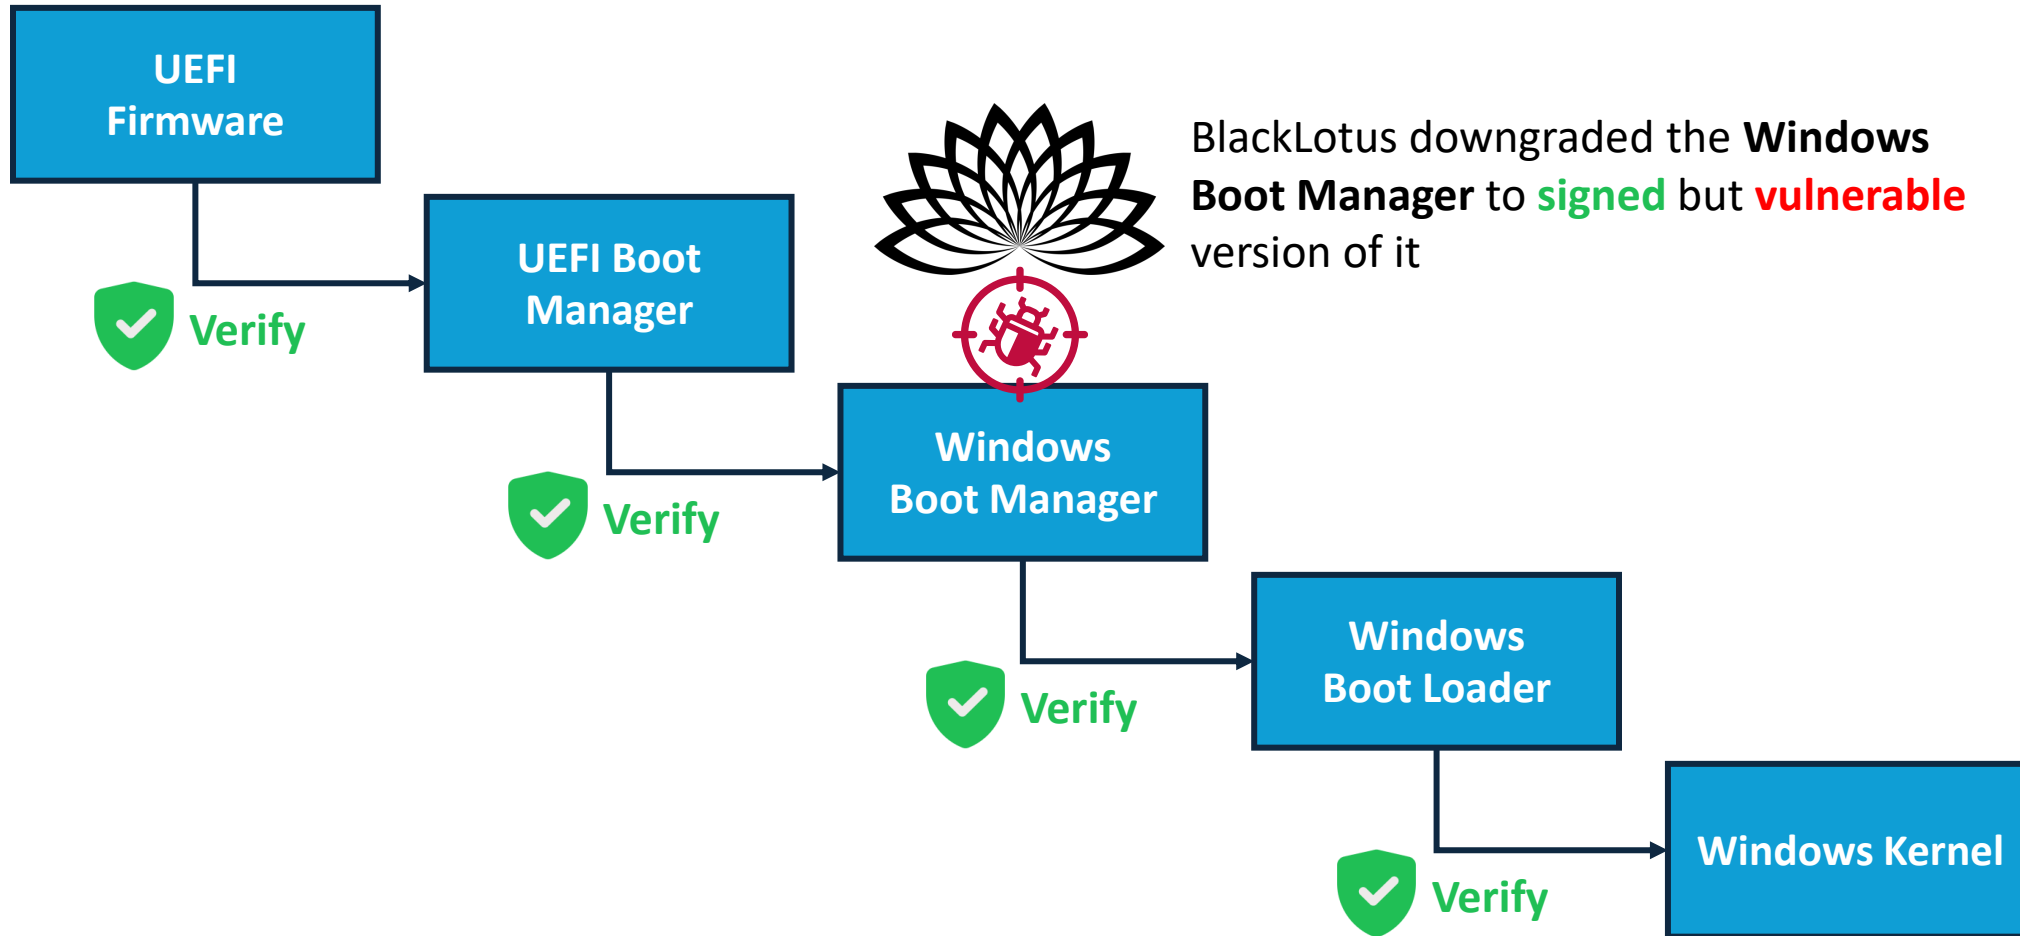 UEFI
Firmware
BlackLotus downgraded the Windows
Boot Manager to signed but vulnerable
version of it
UEFI Boot
Manager
Verify
Windows
Boot Manager
Verify
Windows
Boot Loader
Verify
Windows Kernel
Verify